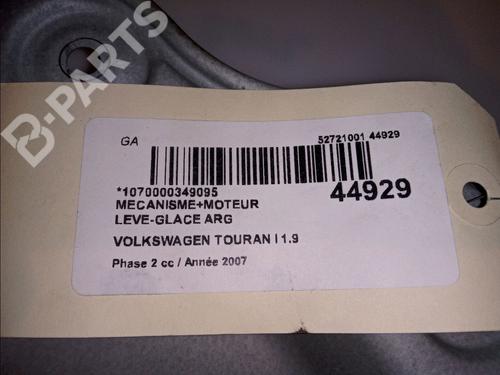 B-PARTS
GA
52721001 44929
*1070000349095
44929
MECANISME+MOTEUR
LEVE-GLACE ARG
VOLKSWAGEN TOURAN I 1.9
Phase 2 cc / Année 2007